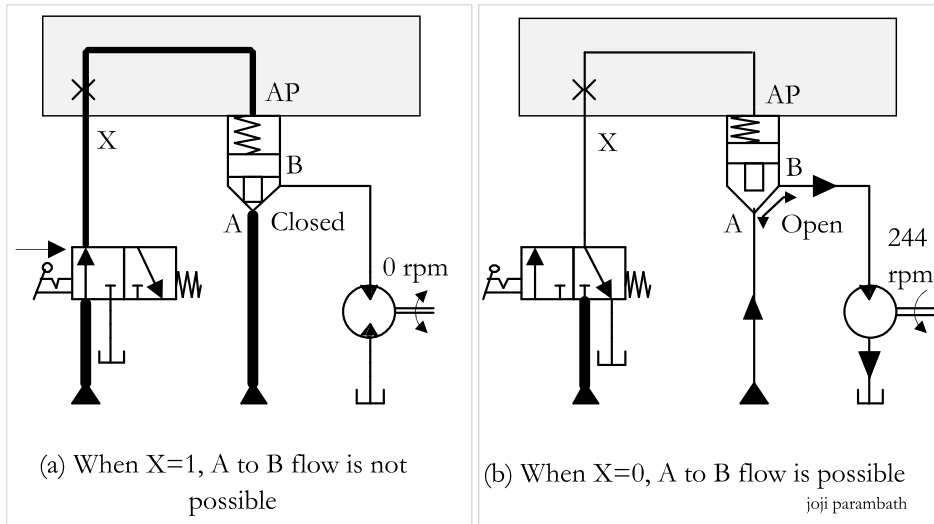 AP
X
B
A
Closed
0 rpm
(a) When X=1, A to B flow is not
possible
AP
X
B
A
Open
244
rpm
(b) When X=0, A to B flow is possible
joji parambath